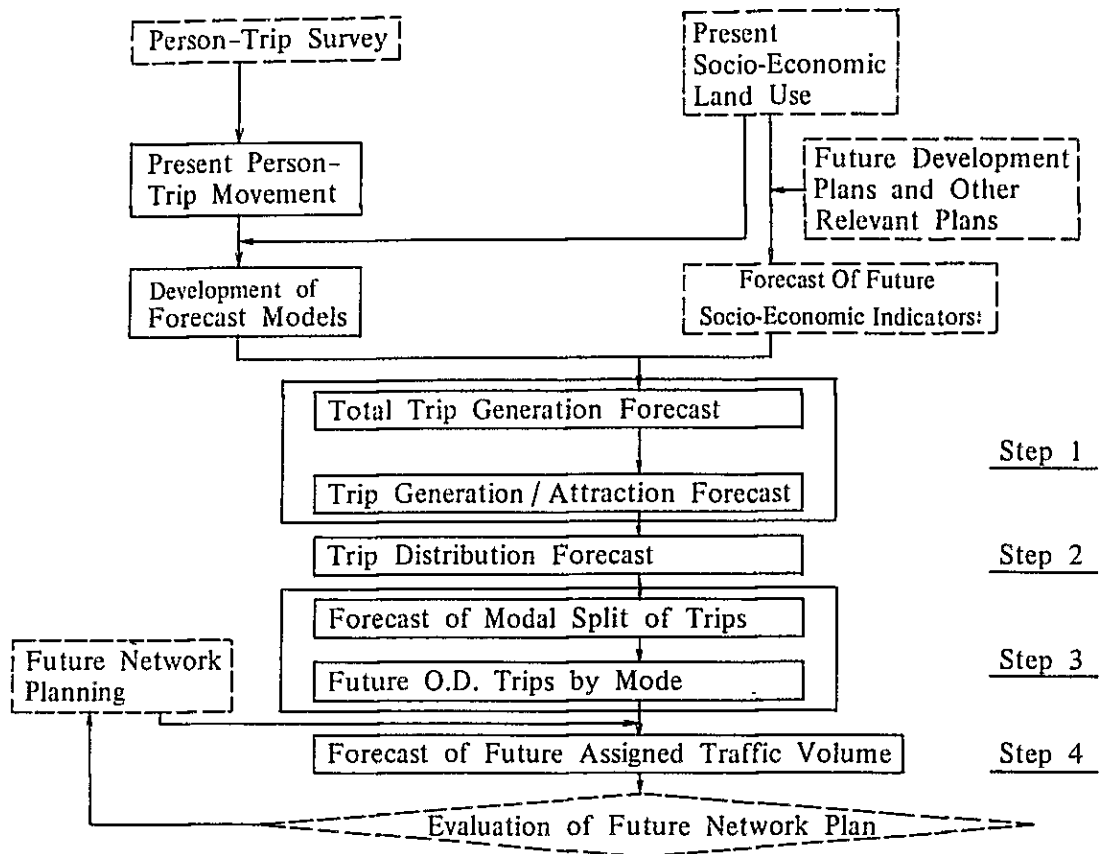 Person-Trip Survey
Present
Socio-Economic
Land Use
Present Person-
Trip Movement
Future Development
Plans and Other
Relevant Plans
Development of
Forecast Models
Forecast Of Future
Socio-Economic Indicators
Total Trip Generation Forecast
Step 1
Trip Generation / Attraction Forecast
Trip Distribution Forecast
Step 2
Forecast of Modal Split of Trips
Future Network
Planning
Step 3
Future O.D. Trips by Mode
Forecast of Future Assigned Traffic Volume
Step 4
Evaluation of Future Network Plan